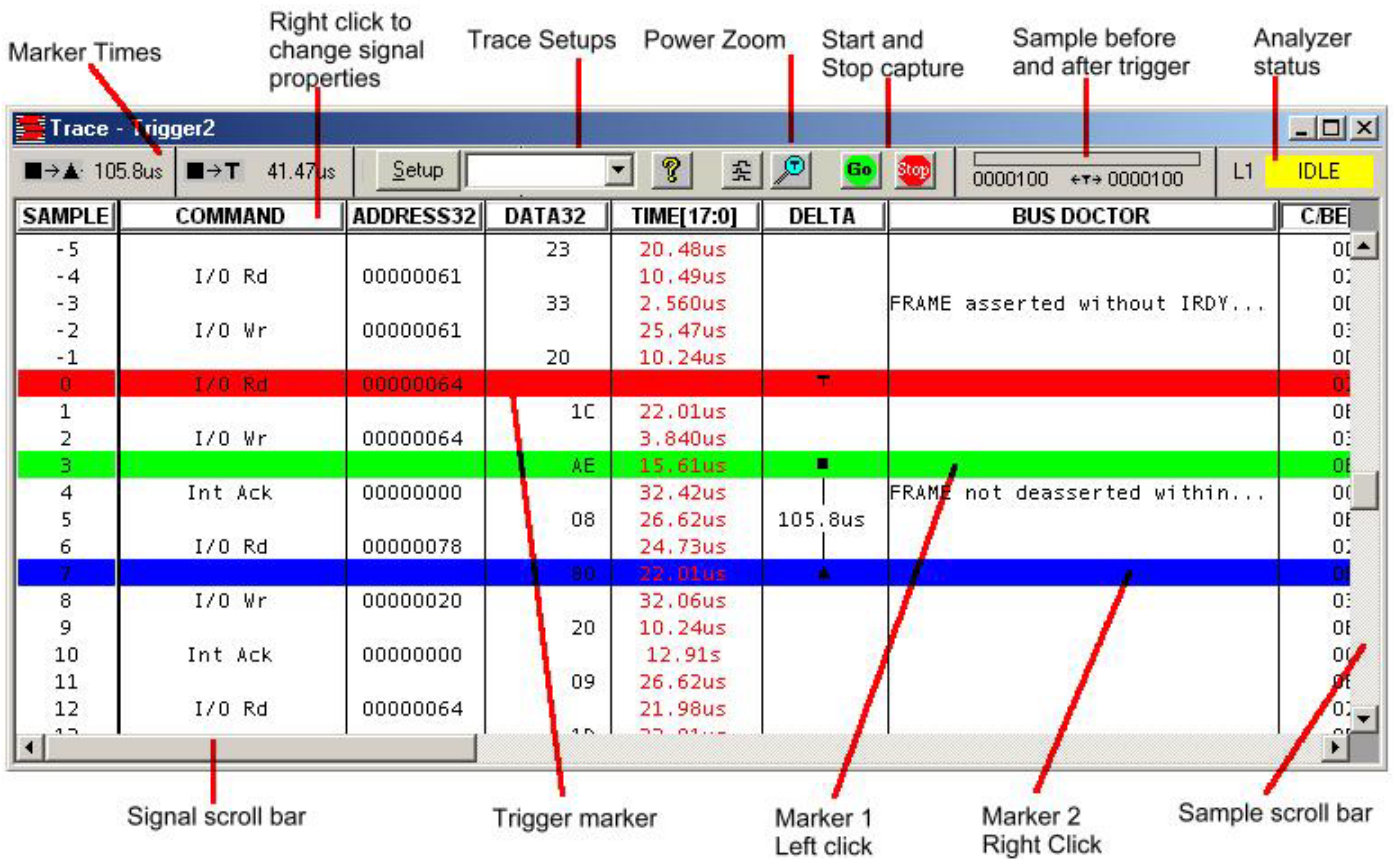 Marker Times
Right click to
change signal
properties
Trace Setups
Power Zoom
Start and
Stop capture
Sample before
and after trigger
Analyzer
status
Trace - Trigger2
■→▲ 105.8us ■→T 41.47us Setup ? T Go Stop 0000100 ←T→ 0000100 L1 IDLE
SAMPLE COMMAND ADDRESS32 DATA32 TIME[17:0] DELTA BUS DOCTOR C/BE[
-5 23 20.48us
-4 I/O Rd 00000061 10.49us
-3 33 2.560us FRAME asserted without IRDY...
-2 I/O Wr 00000061 25.47us 03
-1 20 10.24us
0 I/O Rd 00000064 T
1 1C 22.01us
2 I/O Wr 00000064 3.840us 03
3 AE 15.61us ■
4 Int Ack 00000000 32.42us FRAME not deasserted within...
5 08 26.62us 105.8us
6 I/O Rd 00000078 24.73us
7 80 22.01us ▲
8 I/O Wr 00000020 32.06us 03
9 20 10.24us
10 Int Ack 00000000 12.91s
11 09 26.62us
12 I/O Rd 00000064 21.98us
Signal scroll bar
Trigger marker
Marker 1
Left click
Marker 2
Right Click
Sample scroll bar